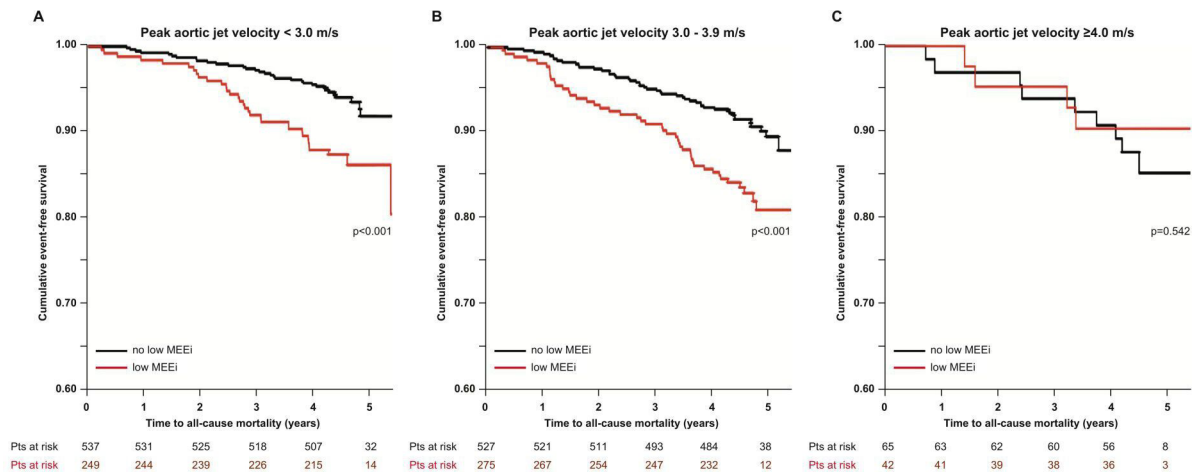 A
Peak aortic jet velocity < 3.0 m/s
1.00
0.90
0.80
0.70
0.60
Cumulative event-free survival
p<0.001
no low MEEi
low MEEi
0 1 2 3 4 5
Time to all-cause mortality (years)
Pts at risk 537 531 525 518 507 32
Pts at risk 249 244 239 226 215 14
B
Peak aortic jet velocity 3.0 - 3.9 m/s
1.00
0.90
0.80
0.70
0.60
Cumulative event-free survival
p<0.001
no low MEEi
low MEEi
0 1 2 3 4 5
Time to all-cause mortality (years)
Pts at risk 527 521 511 493 484 38
Pts at risk 275 267 254 247 232 12
C
Peak aortic jet velocity ≥4.0 m/s
1.00
0.90
0.80
0.70
0.60
Cumulative event-free survival
p=0.542
no low MEEi
low MEEi
0 1 2 3 4 5
Time to all-cause mortality (years)
Pts at risk 65 63 62 60 56 8
Pts at risk 42 41 39 38 36 3